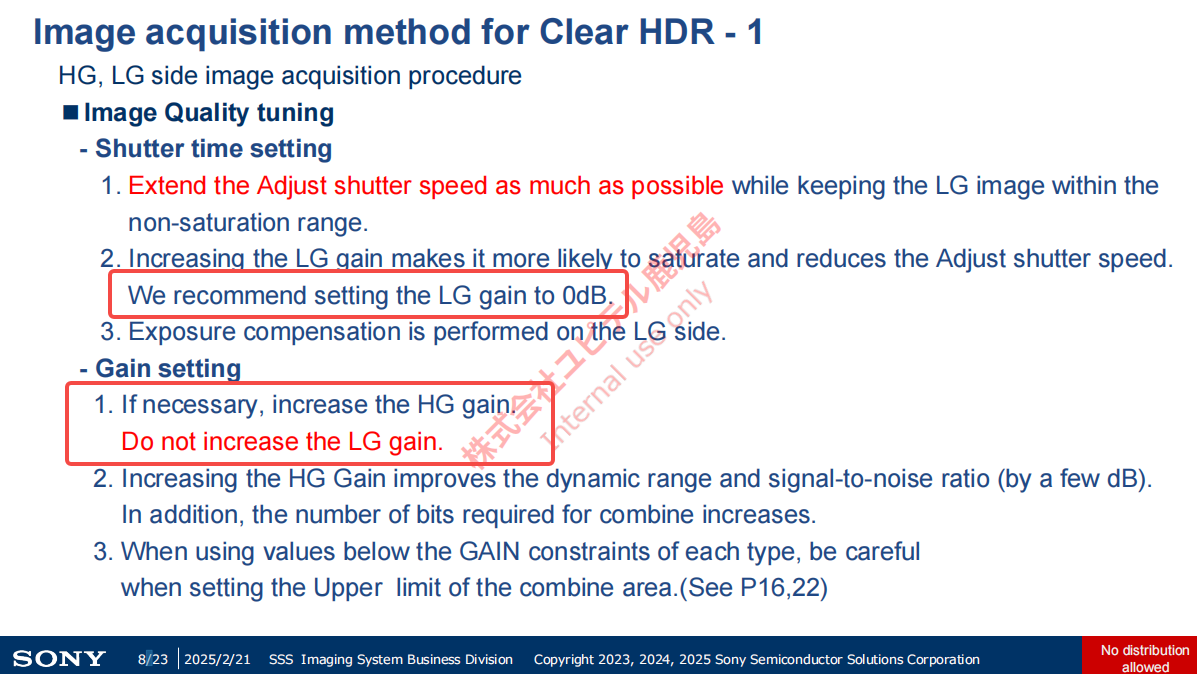 Image acquisition method for Clear HDR - 1
HG, LG side image acquisition procedure
■ Image Quality tuning
- Shutter time setting
1. Extend the Adjust shutter speed as much as possible while keeping the LG image within the
non-saturation range.
2. Increasing the LG gain makes it more likely to saturate and reduces the Adjust shutter speed.
We recommend setting the LG gain to 0dB.
3. Exposure compensation is performed on the LG side.
- Gain setting
1. If necessary, increase the HG gain.
Do not increase the LG gain.
2. Increasing the HG Gain improves the dynamic range and signal-to-noise ratio (by a few dB).
In addition, the number of bits required for combine increases.
3. When using values below the GAIN constraints of each type, be careful
when setting the Upper limit of the combine area.(See P16,22)
株式会社ユピテル鹿児島
Internal use only
SONY
8/23
2025/2/21
SSS Imaging System Business Division
Copyright 2023, 2024, 2025 Sony Semiconductor Solutions Corporation
No distribution
allowed